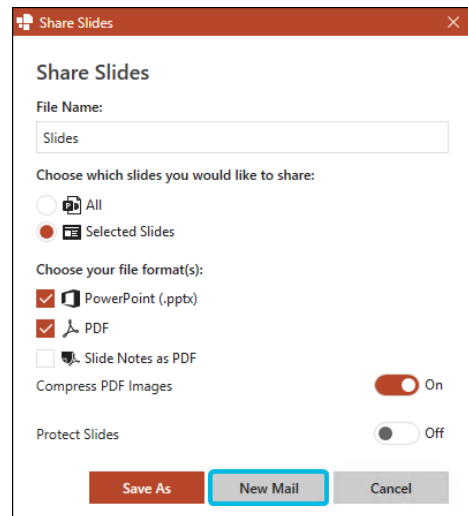 Share Slides
Share Slides
File Name:
Slides
Choose which slides you would like to share:
All
Selected Slides
Choose your file format(s):
PowerPoint (.pptx)
PDF
Slide Notes as PDF
Compress PDF Images On
Protect Slides Off
Save As New Mail Cancel